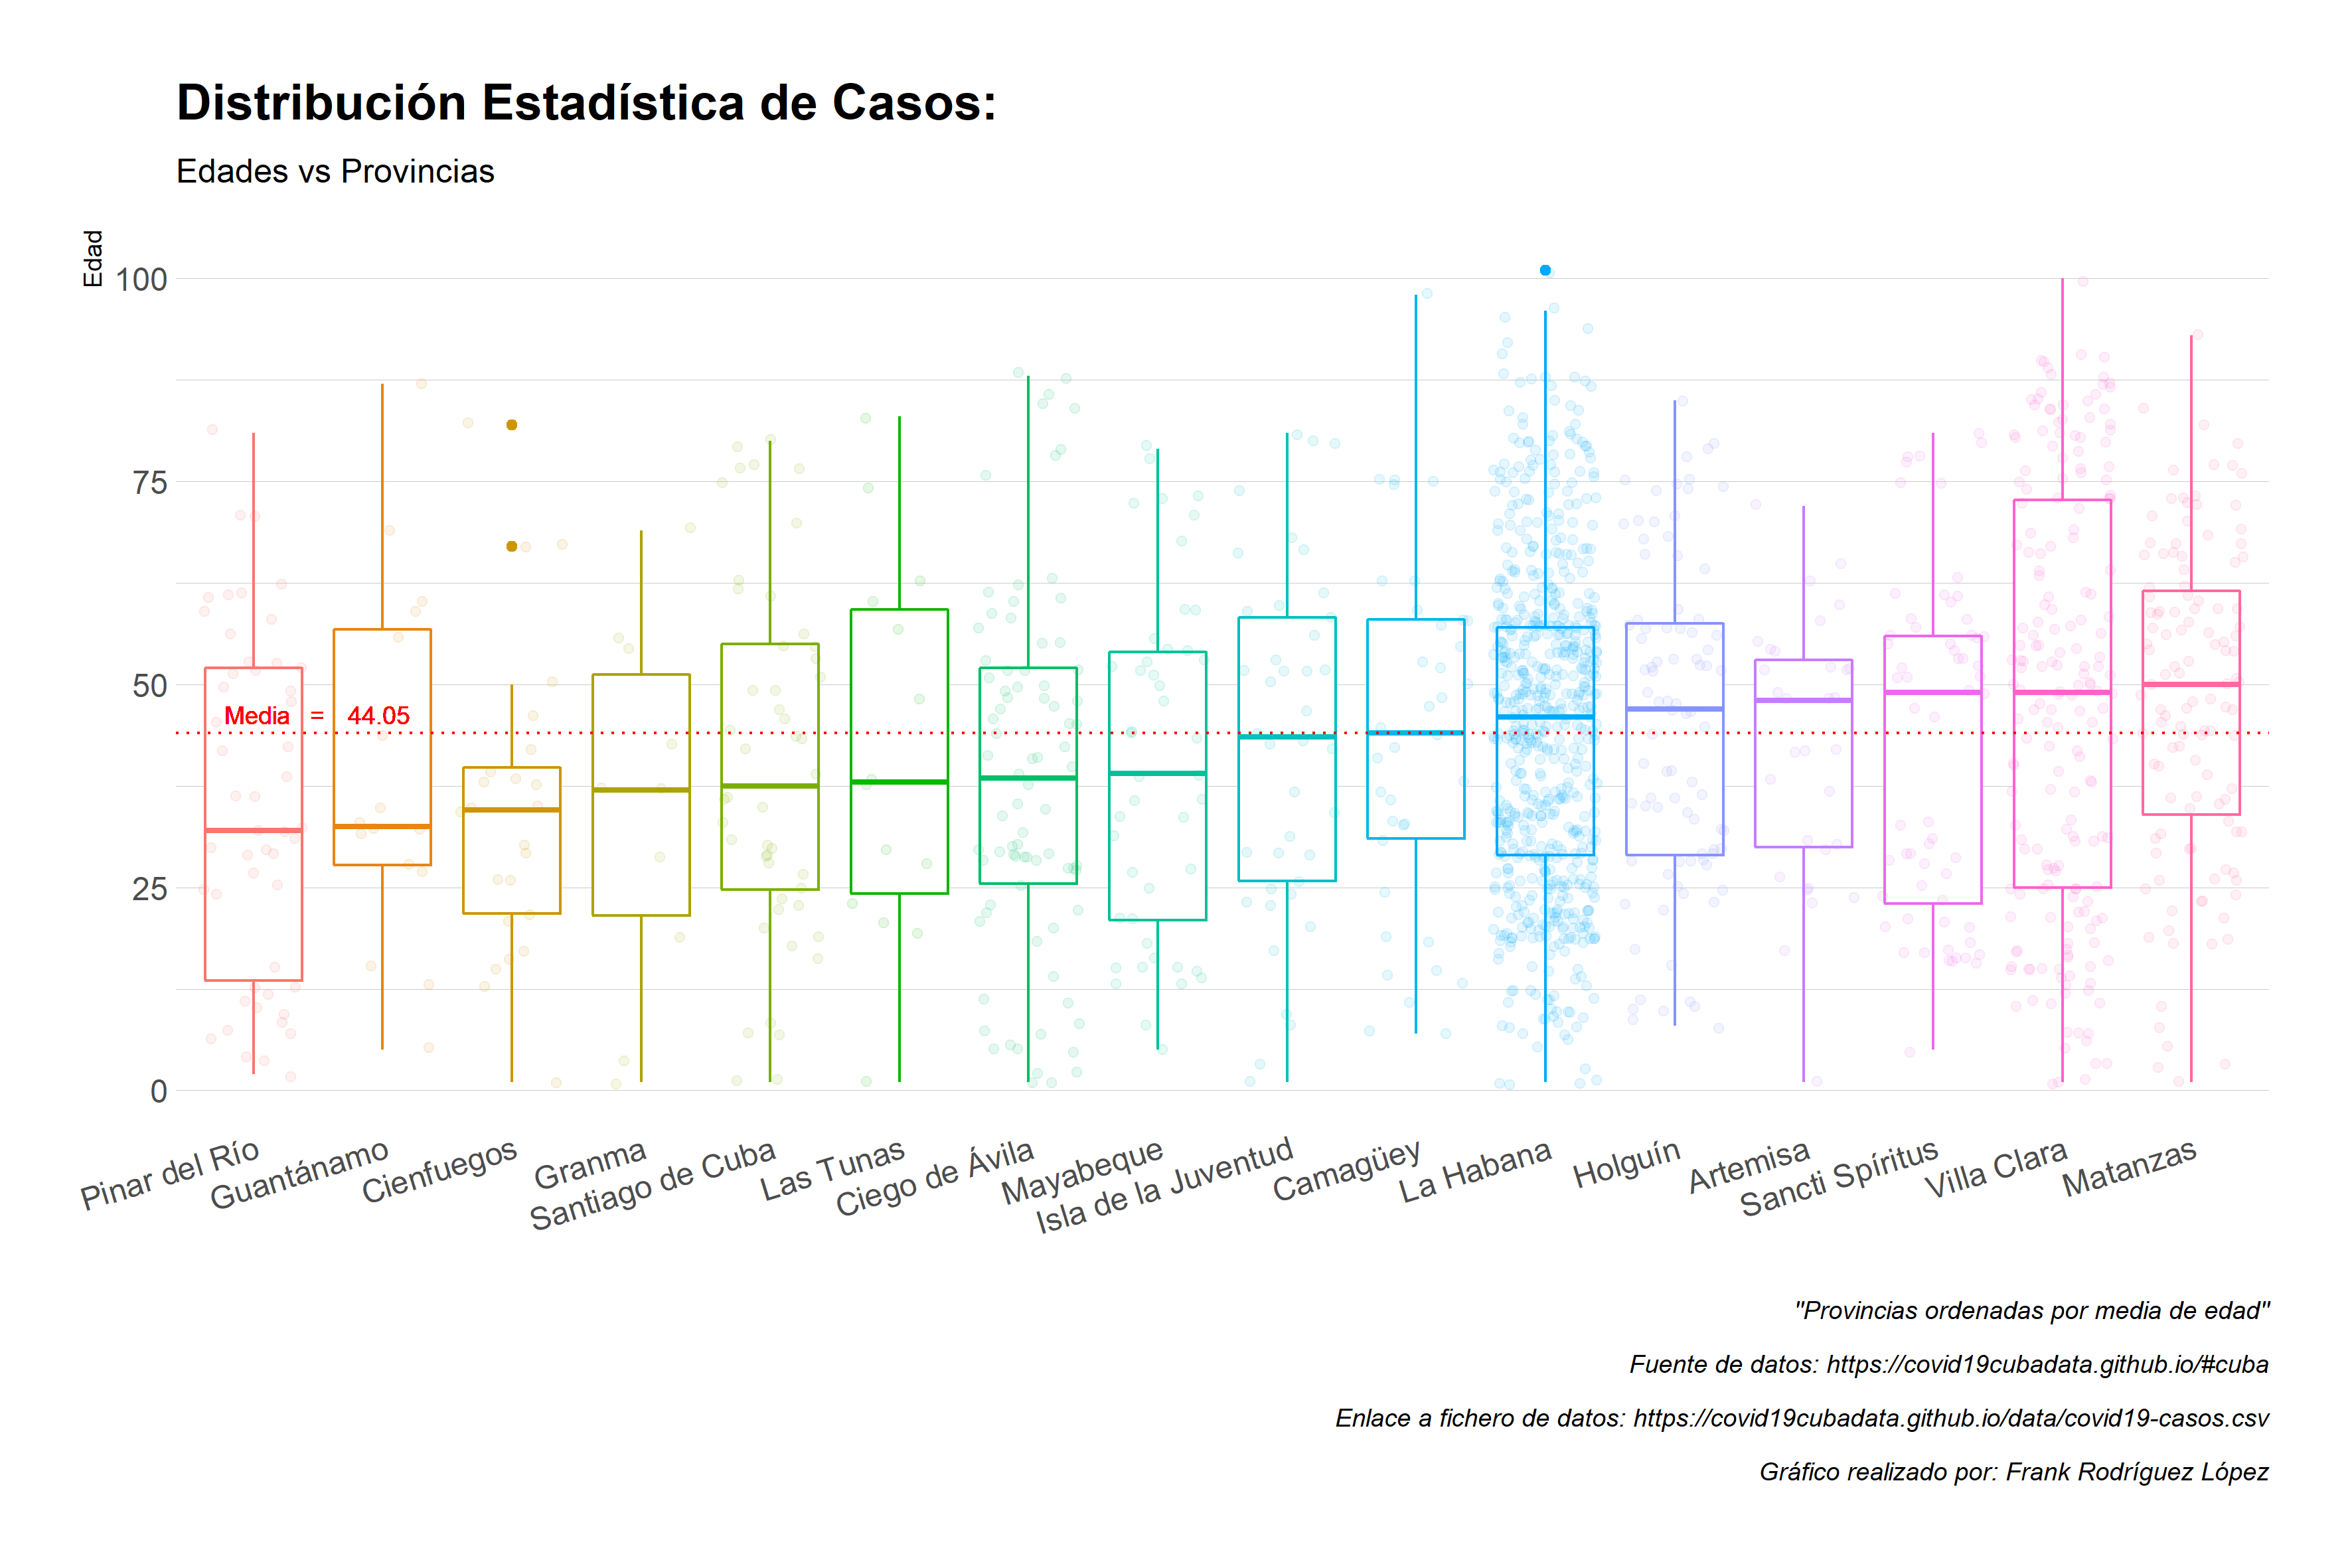 Distribución Estadística de Casos:
Edades vs Provincias
Edad
100
75
50
25
0
Media = 44.05
Pinar del Río
Guantánamo
Cienfuegos
Granma
Santiago de Cuba
Las Tunas
Ciego de Ávila
Mayabeque
Isla de la Juventud
Camagüey
La Habana
Holguín
Artemisa
Sancti Spíritus
Villa Clara
Matanzas
"Provincias ordenadas por media de edad"
Fuente de datos: https://covid19cubadata.github.io/#cuba
Enlace a fichero de datos: https://covid19cubadata.github.io/data/covid19-casos.csv
Gráfico realizado por: Frank Rodríguez López